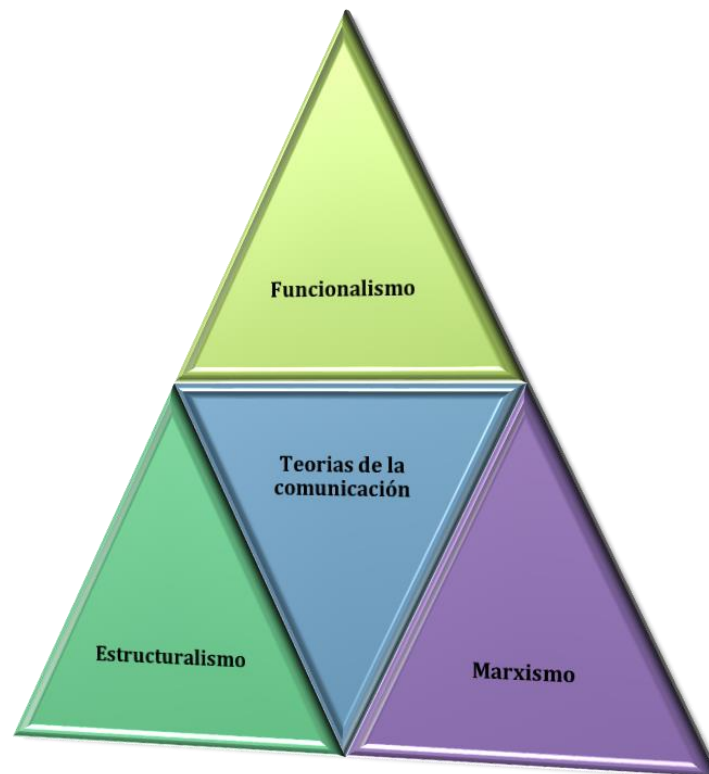 Funcionalismo
Teorias de la
comunicación
Estructuralismo
Marxismo